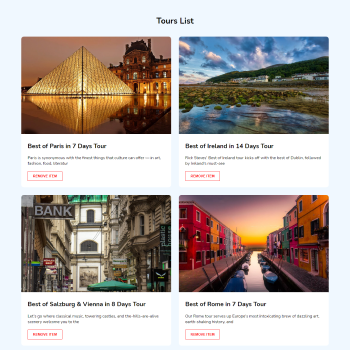 Tours List
Best of Paris in 7 Days Tour
Paris is synonymous with the finest things that culture can offer — in art,
fashion, food, literatur
REMOVE ITEM
Best of Ireland in 14 Days Tour
Rick Steves' Best of Ireland tour kicks off with the best of Dublin, followed
by Ireland's must-see
REMOVE ITEM
BANK
Best of Salzburg & Vienna in 8 Days Tour
Let's go where classical music, towering castles, and the hills-are-alive
scenery welcome you to the
REMOVE ITEM
Best of Rome in 7 Days Tour
Our Rome tour serves up Europe's most intoxicating brew of dazzling art,
earth-shaking history, and
REMOVE ITEM